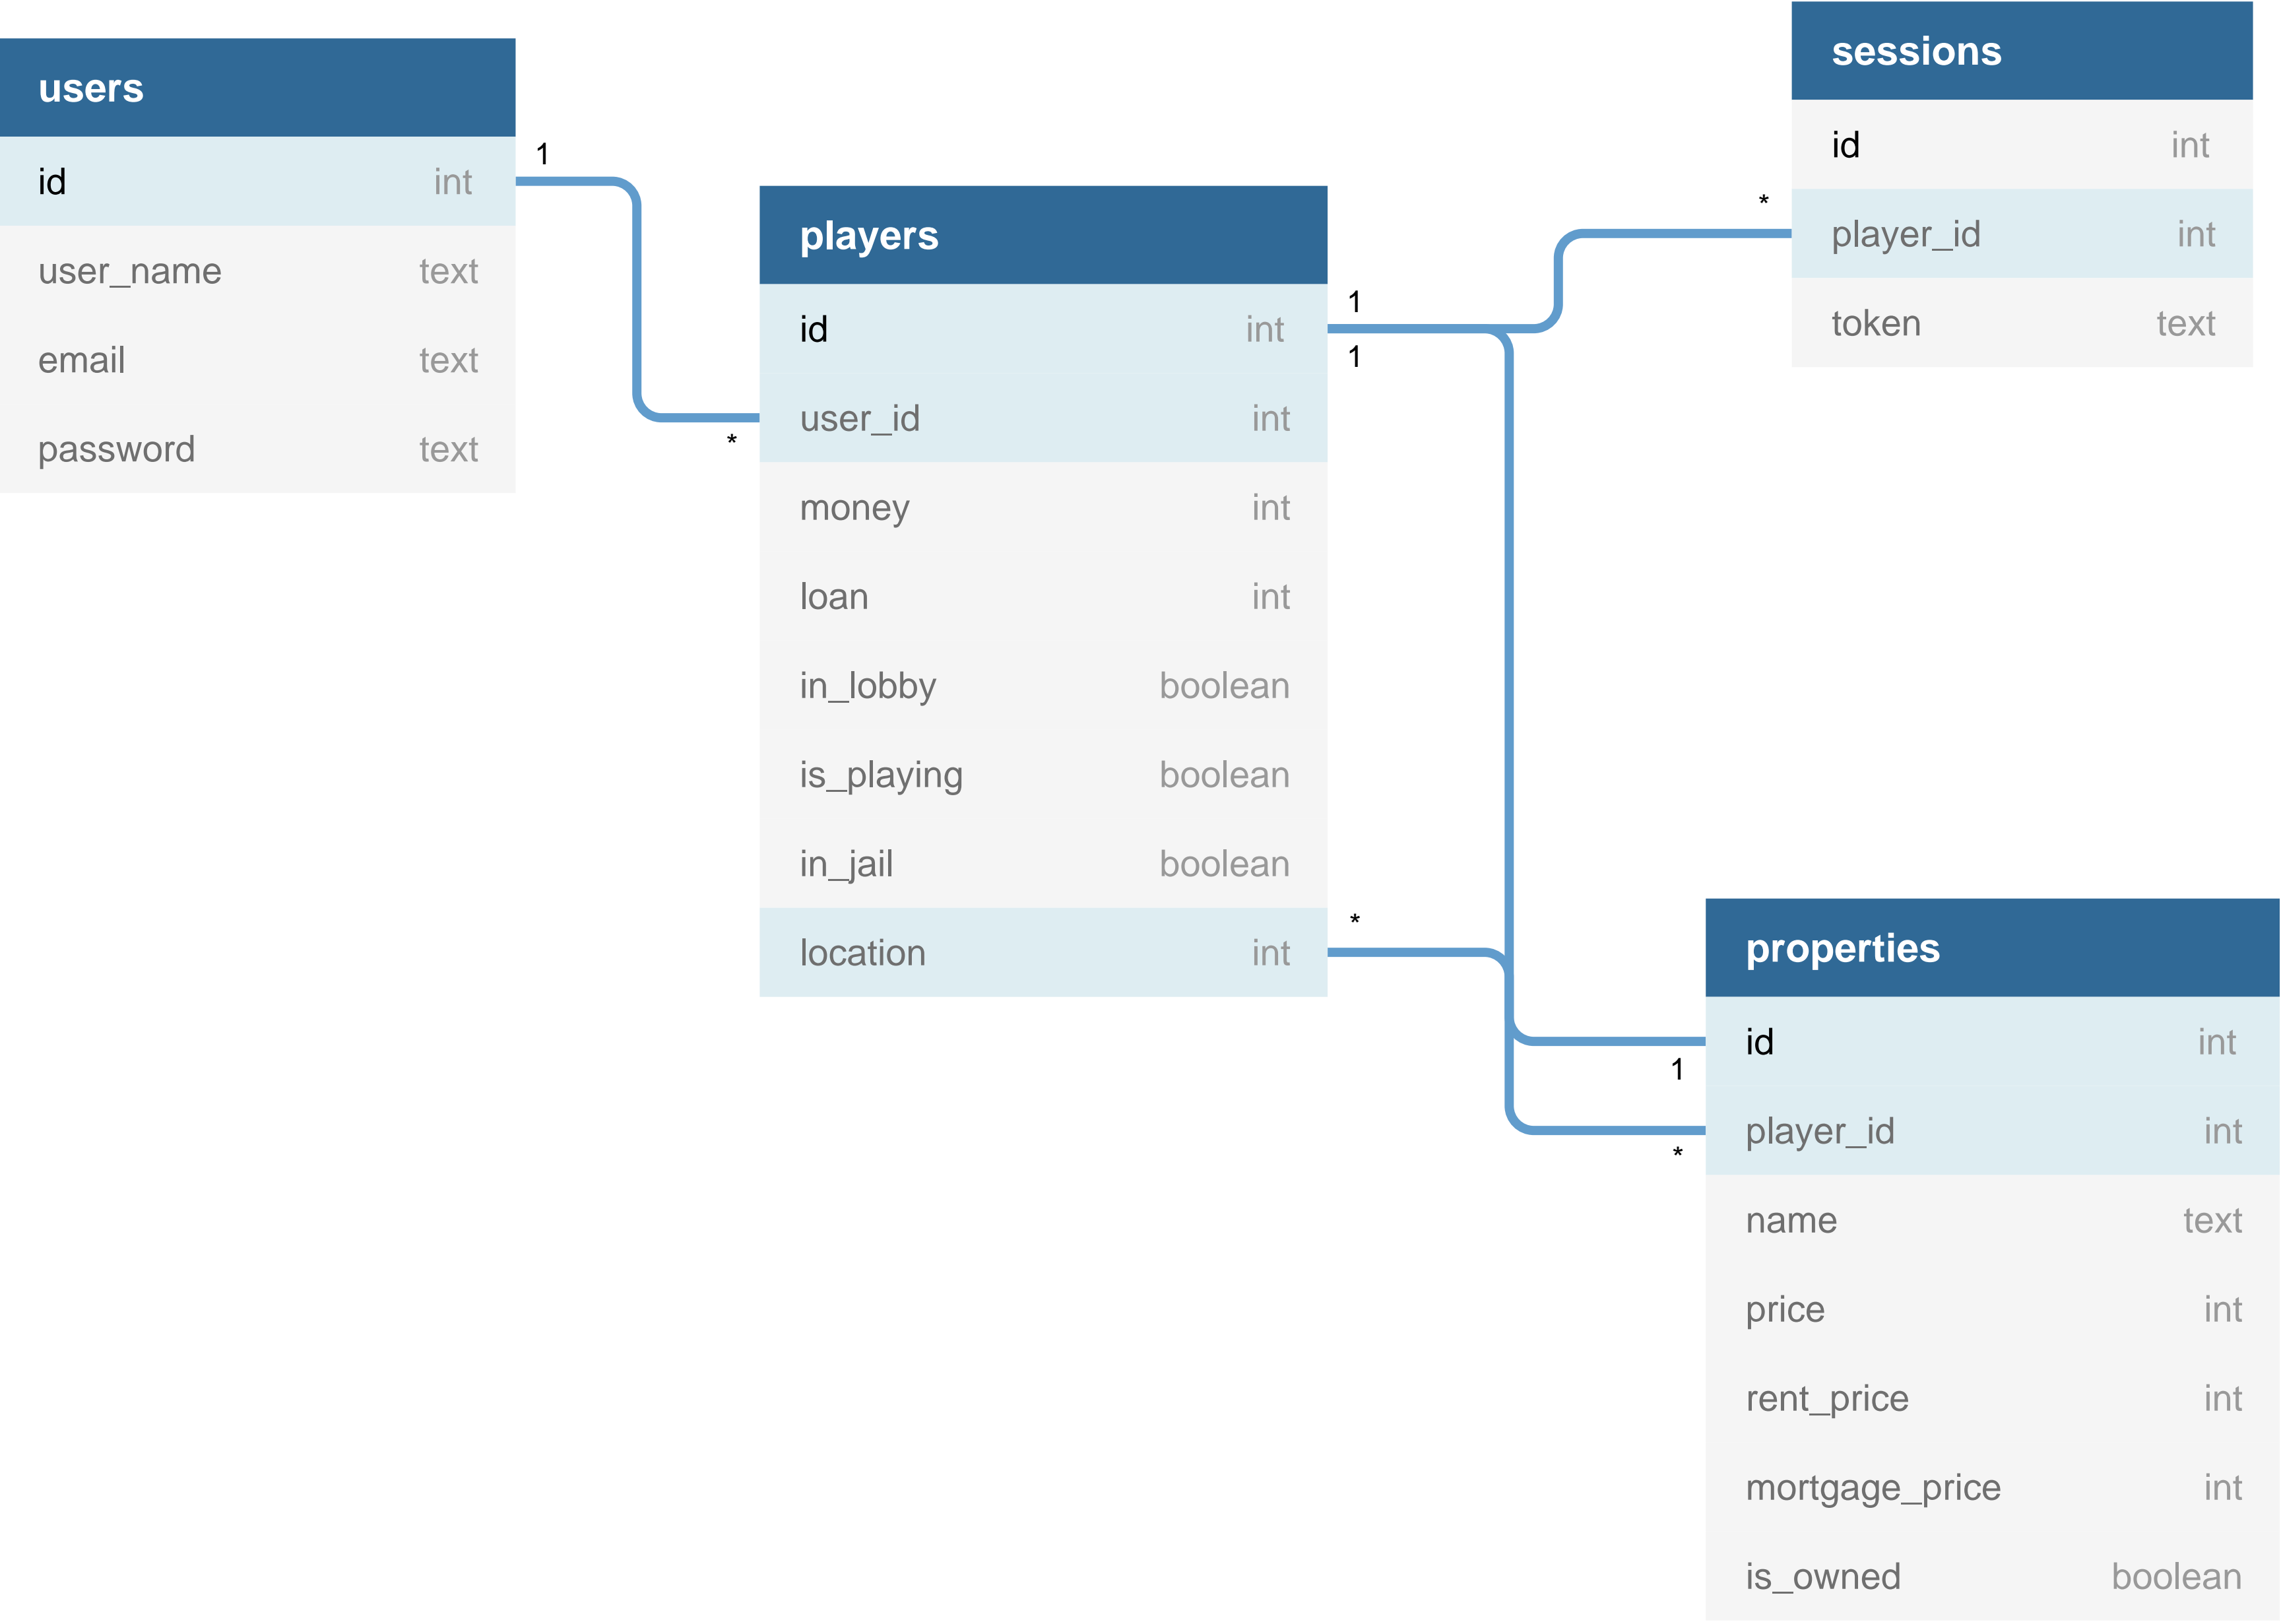 users
id int
user_name text
email text
password text
1
*
players
id int
user_id int
money int
loan int
in_lobby boolean
is_playing boolean
in_jail boolean
location int
1
1
*
*
sessions
id int
player_id int
token text
1
*
properties
id int
player_id int
name text
price int
rent_price int
mortgage_price int
is_owned boolean